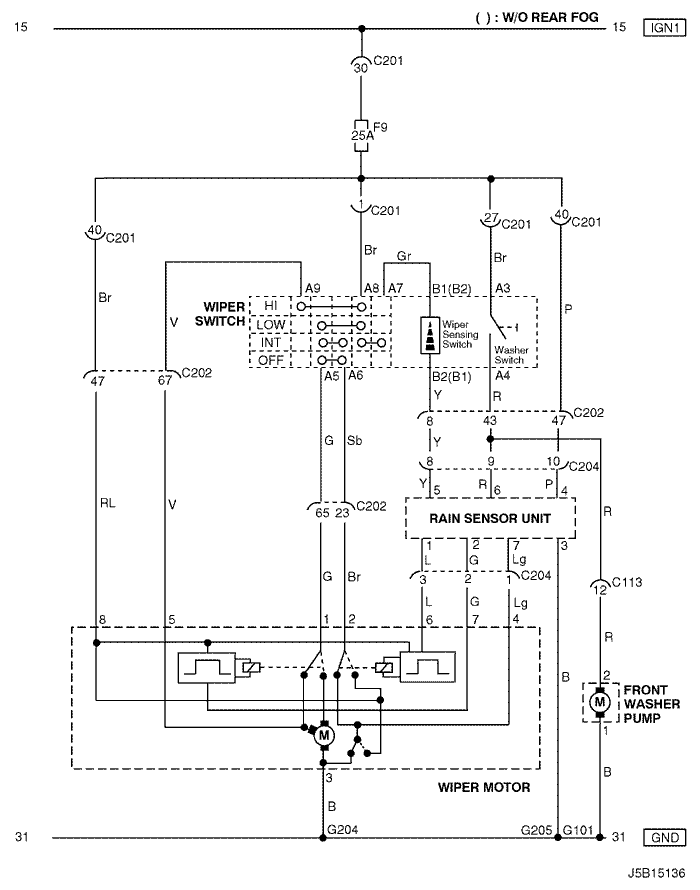 ( ) : W/O REAR FOG
15
15 IGN1
30 C201
25A F9
1 C201
27 C201
40 C201
40 C201
Br
Gr
Br
Br
V
P
A9 A8 A7 B1(B2) A3
WIPER SWITCH
HI
LOW
INT
OFF
Wiper
Sensing
Switch
Washer
Switch
A5 A6 B2(B1) A4
47 67 C202
Y R
8 43 47 C202
G Sb
Y
8 9 10 C204
Y 5 R 6 P 4
RL V
65 23 C202
RAIN SENSOR UNIT
R
1 2 7 3
L G Lg
3 2 1 C204
G Br
L G Lg
12 C113
8 5 1 2 6 7 4
R
B
2
M
FRONT
WASHER
PUMP
1
M
3
WIPER MOTOR
B
B
31 G204 G205 G101 31 GND
J5B15136